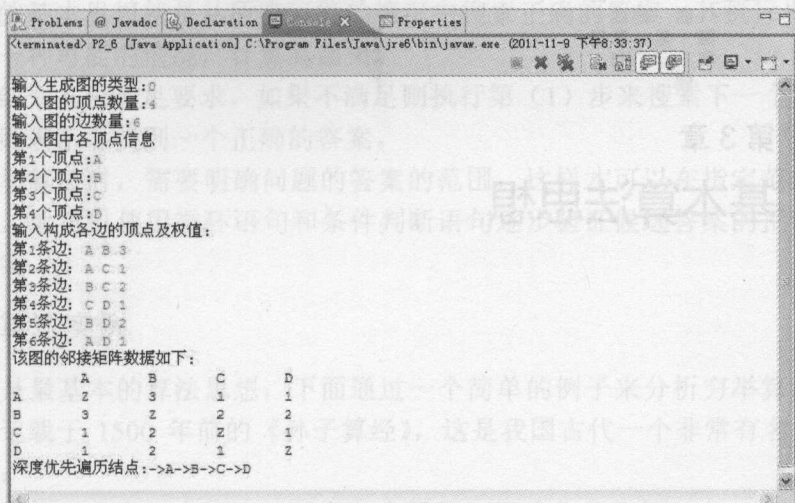 Problems @ Javadoc Declaration Console Properties
<terminated> P2_6 [Java Application] C:\Program Files\Java\jre6\bin\javaw.exe (2011-11-9 下午8:33:37)
输入生成图的类型:0
输入图的顶点数量:4
输入图的边数量:6
输入图中各顶点信息
第1个顶点:A
第2个顶点:B
第3个顶点:C
第4个顶点:D
输入构成各边的顶点及权值:
第1条边: A B 3
第2条边: A C 1
第3条边: B C 2
第4条边: C D 1
第5条边: B D 2
第6条边: A D 1
该图的邻接矩阵数据如下:
A B C D
A Z 3 1 1
B 3 Z 2 2
C 1 2 Z 1
D 1 2 1 Z
深度优先遍历结点:->A->B->C->D